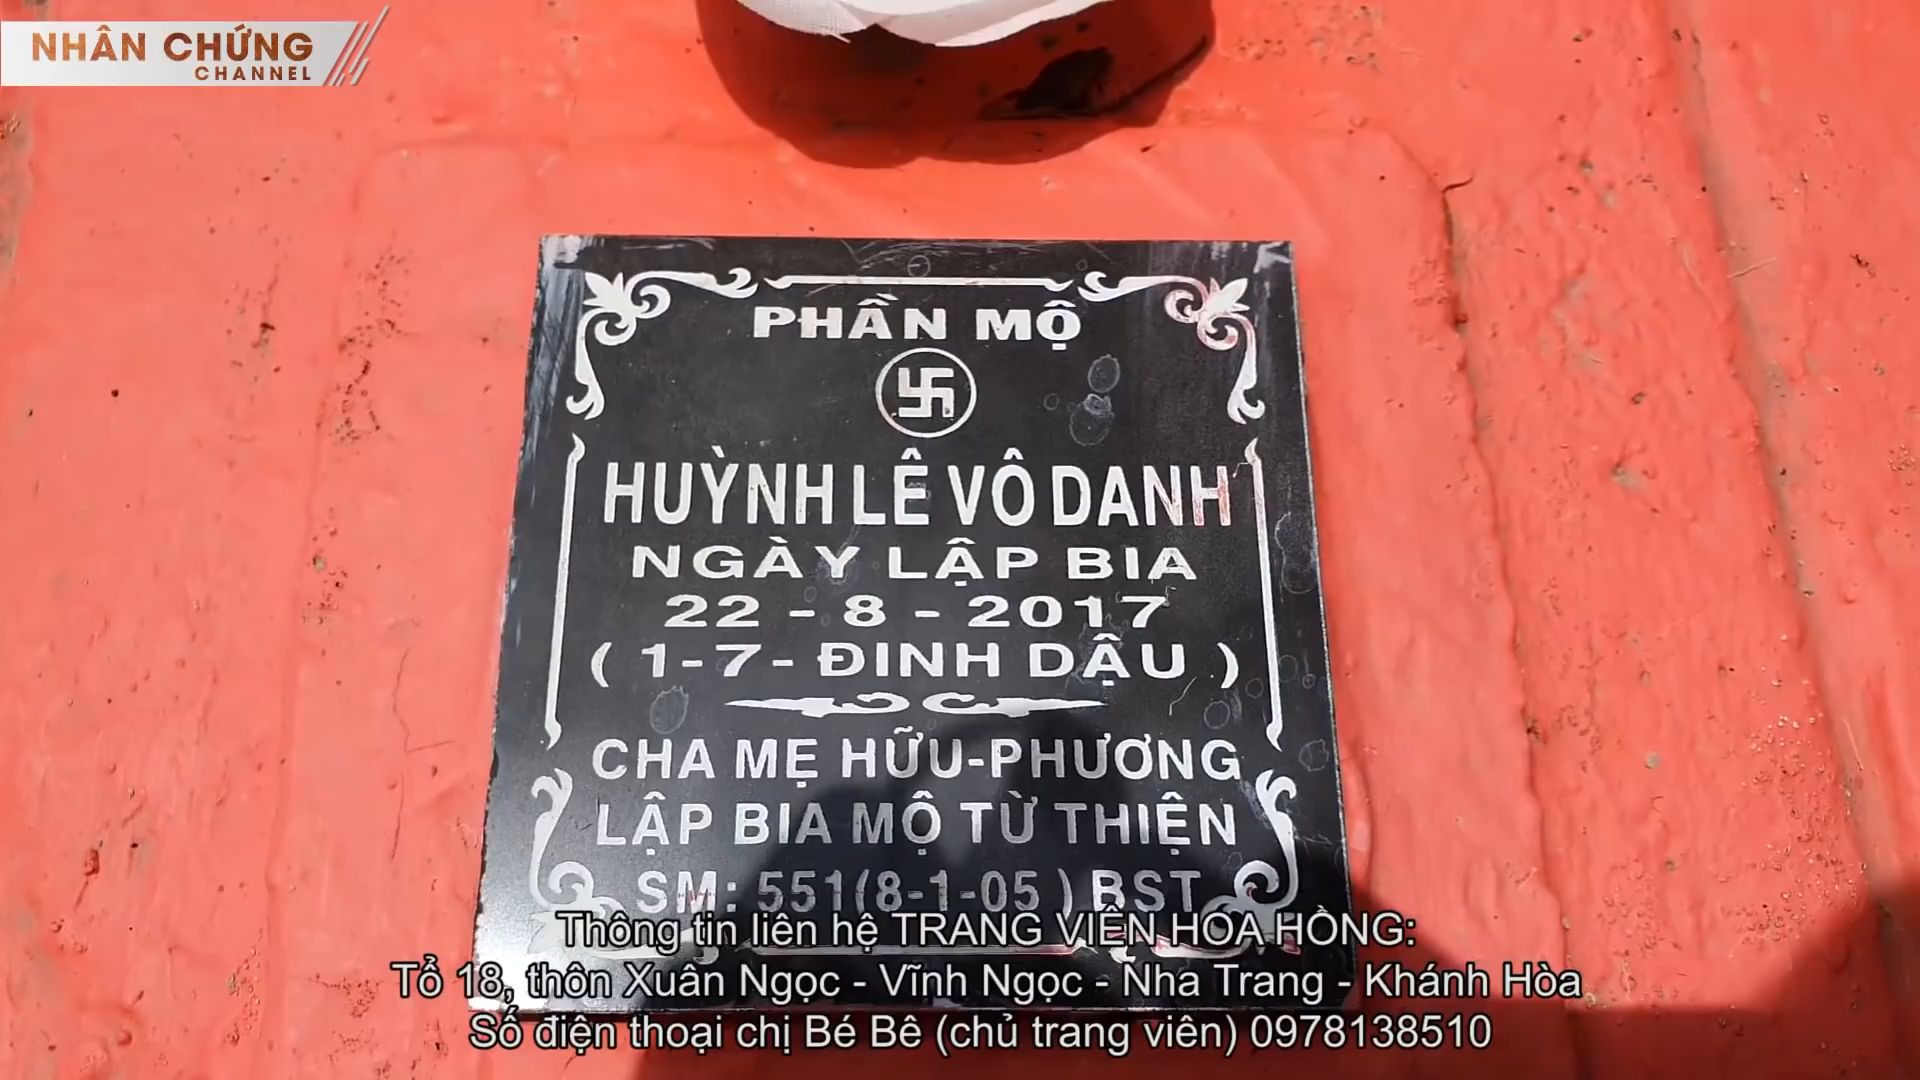 NHÂN CHỨNG
CHANNEL
PHẦN MỘ
卐
HUỲNH LÊ VÔ DANH
NGÀY LẬP BIA
22 - 8 - 2017
( 1-7- ĐINH DẬU )
CHA MẸ HỮU-PHƯƠNG
LẬP BIA MỘ TỪ THIỆN
SM: 551(8-1-05 ) BST
Thông tin liên hệ TRANG VIÊN HOA HỒNG:
Tổ 18, thôn Xuân Ngọc - Vĩnh Ngọc - Nha Trang - Khánh Hòa
Số điện thoại chị Bé Bê (chủ trang viên) 0978138510